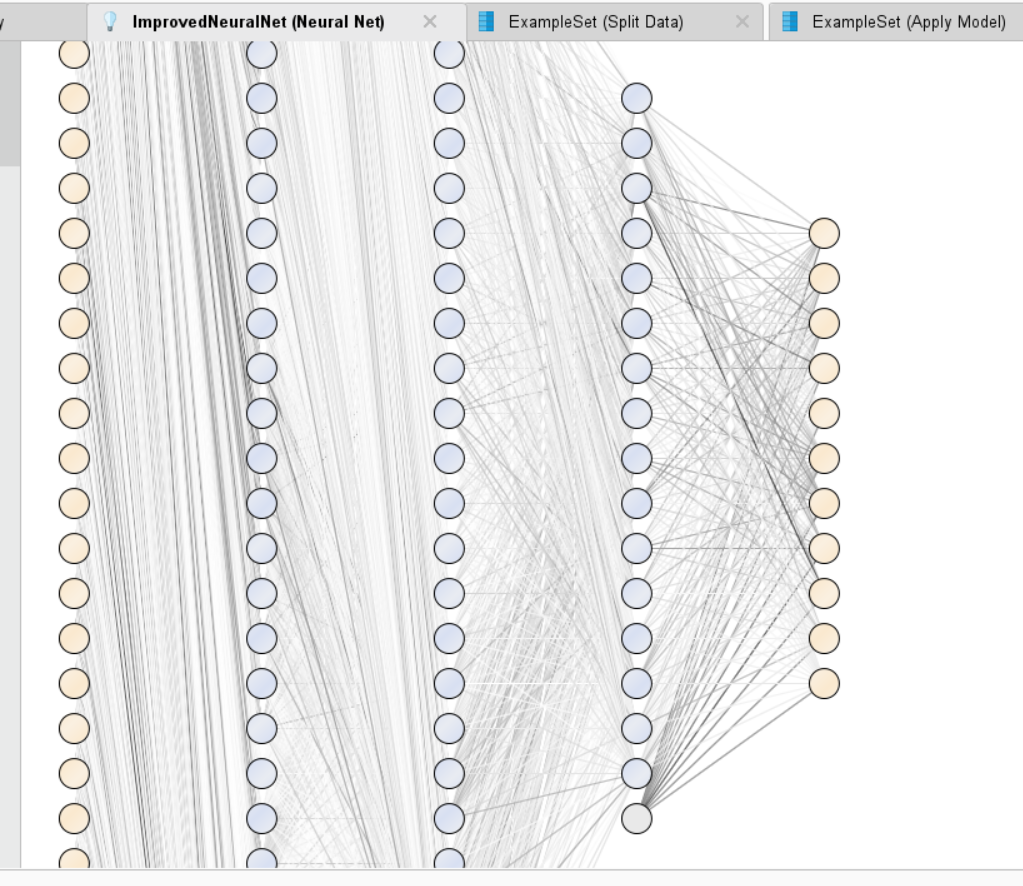 y
ImprovedNeuralNet (Neural Net)
ExampleSet (Split Data)
ExampleSet (Apply Model)